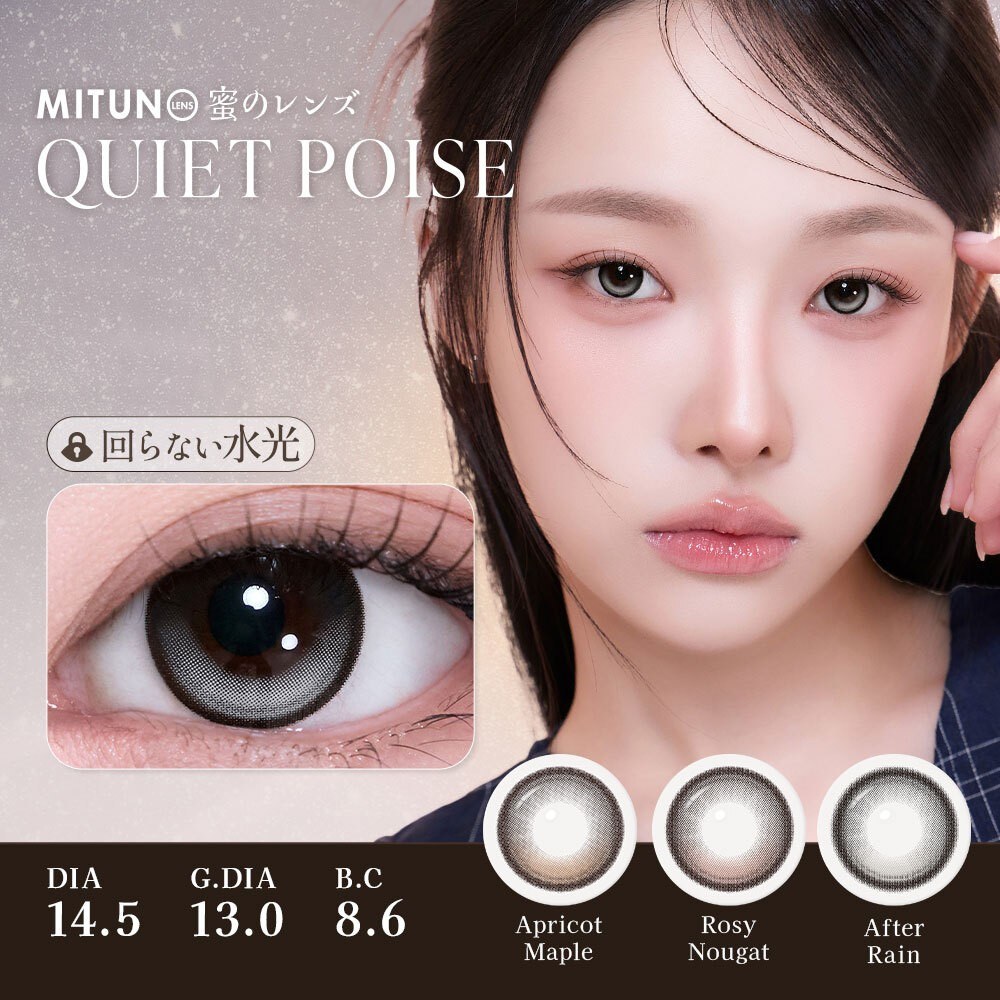 MITUNO LENS 蜜のレンズ
QUIET POISE
回らない水光
DIA
14.5
G.DIA
13.0
B.C
8.6
Apricot
Maple
Rosy
Nougat
After
Rain